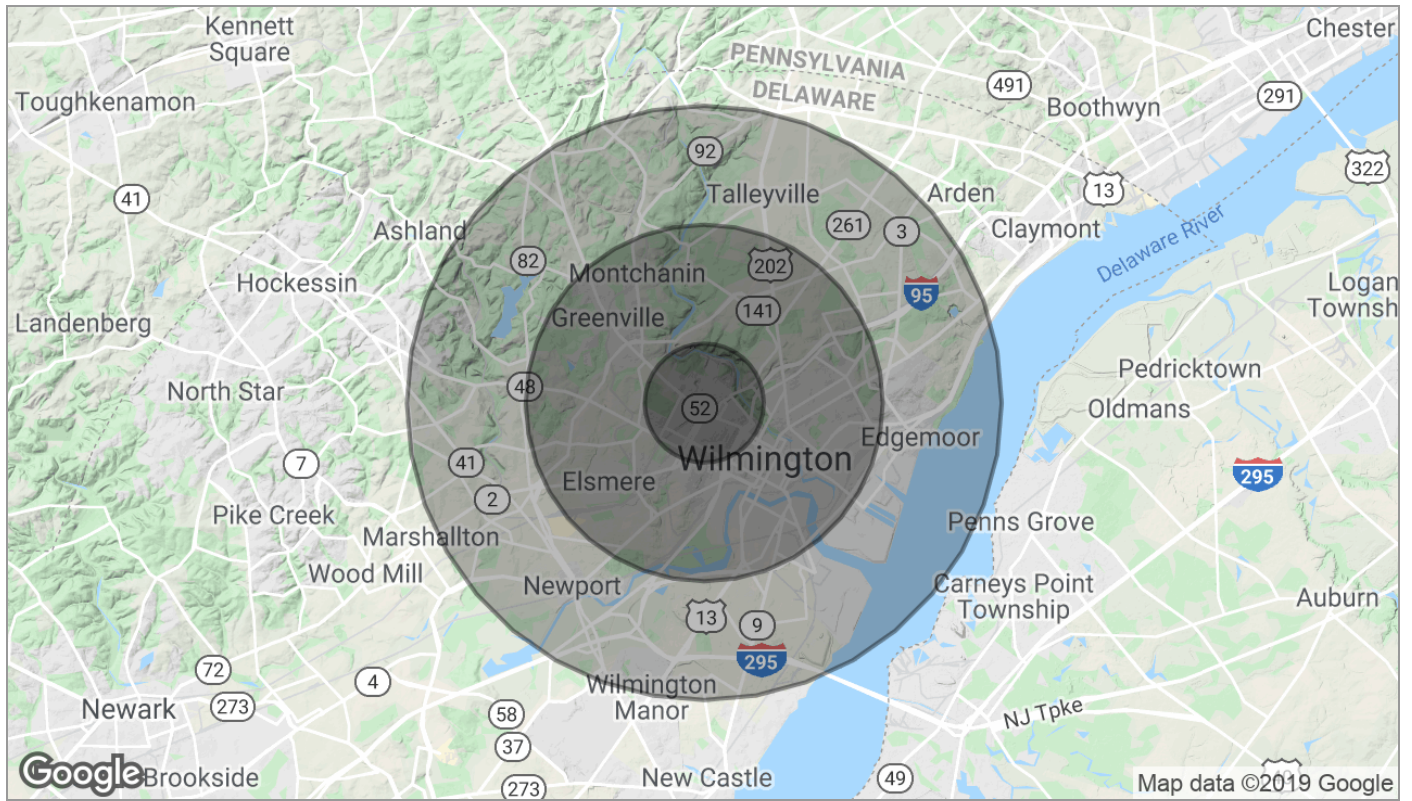 Kennett
Square
Chester
PENNSYLVANIA
DELAWARE
491
291
Toughkenamon
Boothwyn
92
322
41
Talleyville
Arden
13
Ashland
261
3
Claymont
Delaware River
82
Montchanin
202
Hockessin
95
Logan
Townsh
Landenberg
Greenville
141
Pedricktown
North Star
48
52
Oldmans
Edgemoor
Wilmington
41
7
2
Elsmere
295
Pike Creek
Penns Grove
Marshallton
Wood Mill
Newport
Carneys Point
Township
Auburn
13
9
295
72
4
Wilmington
Manor
273
Newark
58
NJ Tpke
37
Google
Brookside
273
New Castle
49
Map data ©2019 Google